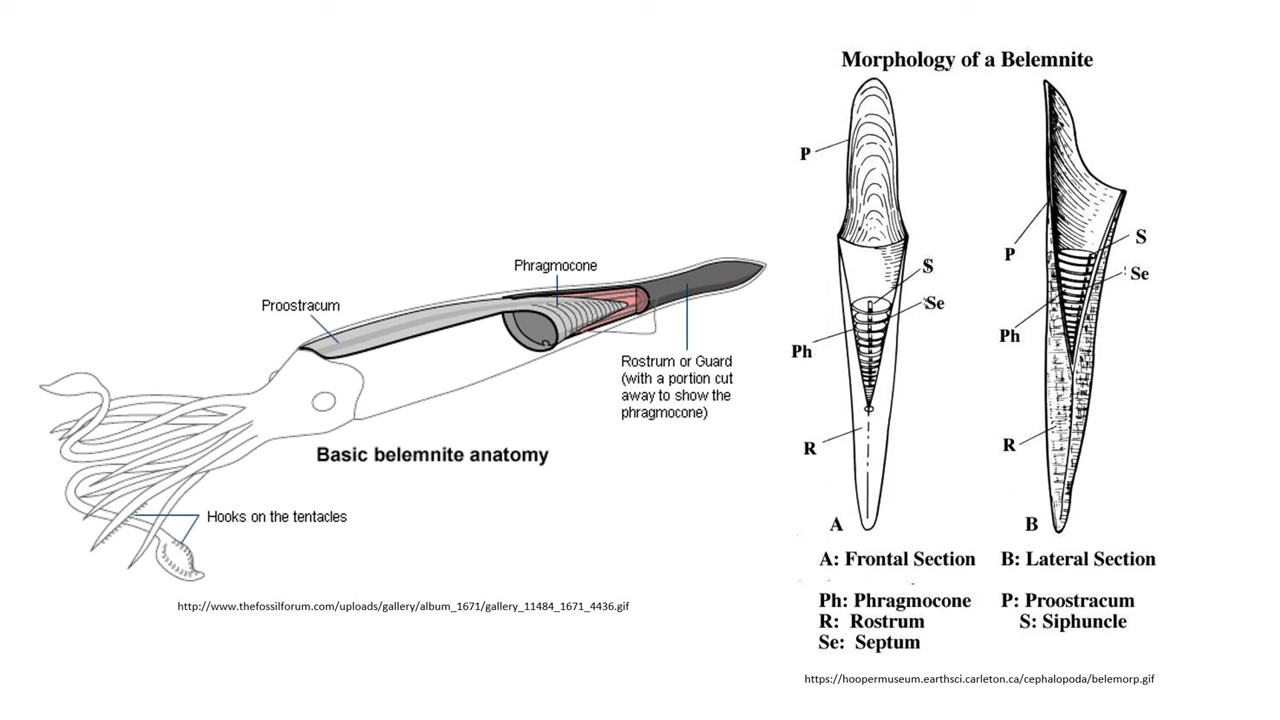 Phragmocone
Proostracum
Rostrum or Guard
(with a portion cut
away to show the
phragmocone)
Basic belemnite anatomy
Hooks on the tentacles
http://www.thefossilforum.com/uploads/gallery/album_1671/gallery_11484_1671_4436.gif
Morphology of a Belemnite
P
S
Se
Ph
R
A
P
S
Se
Ph
R
B
A: Frontal Section
B: Lateral Section
Ph: Phragmocone
P: Proostracum
R: Rostrum
S: Siphuncle
Se: Septum
https://hoopermuseum.earthsci.carleton.ca/cephalopoda/belemorp.gif